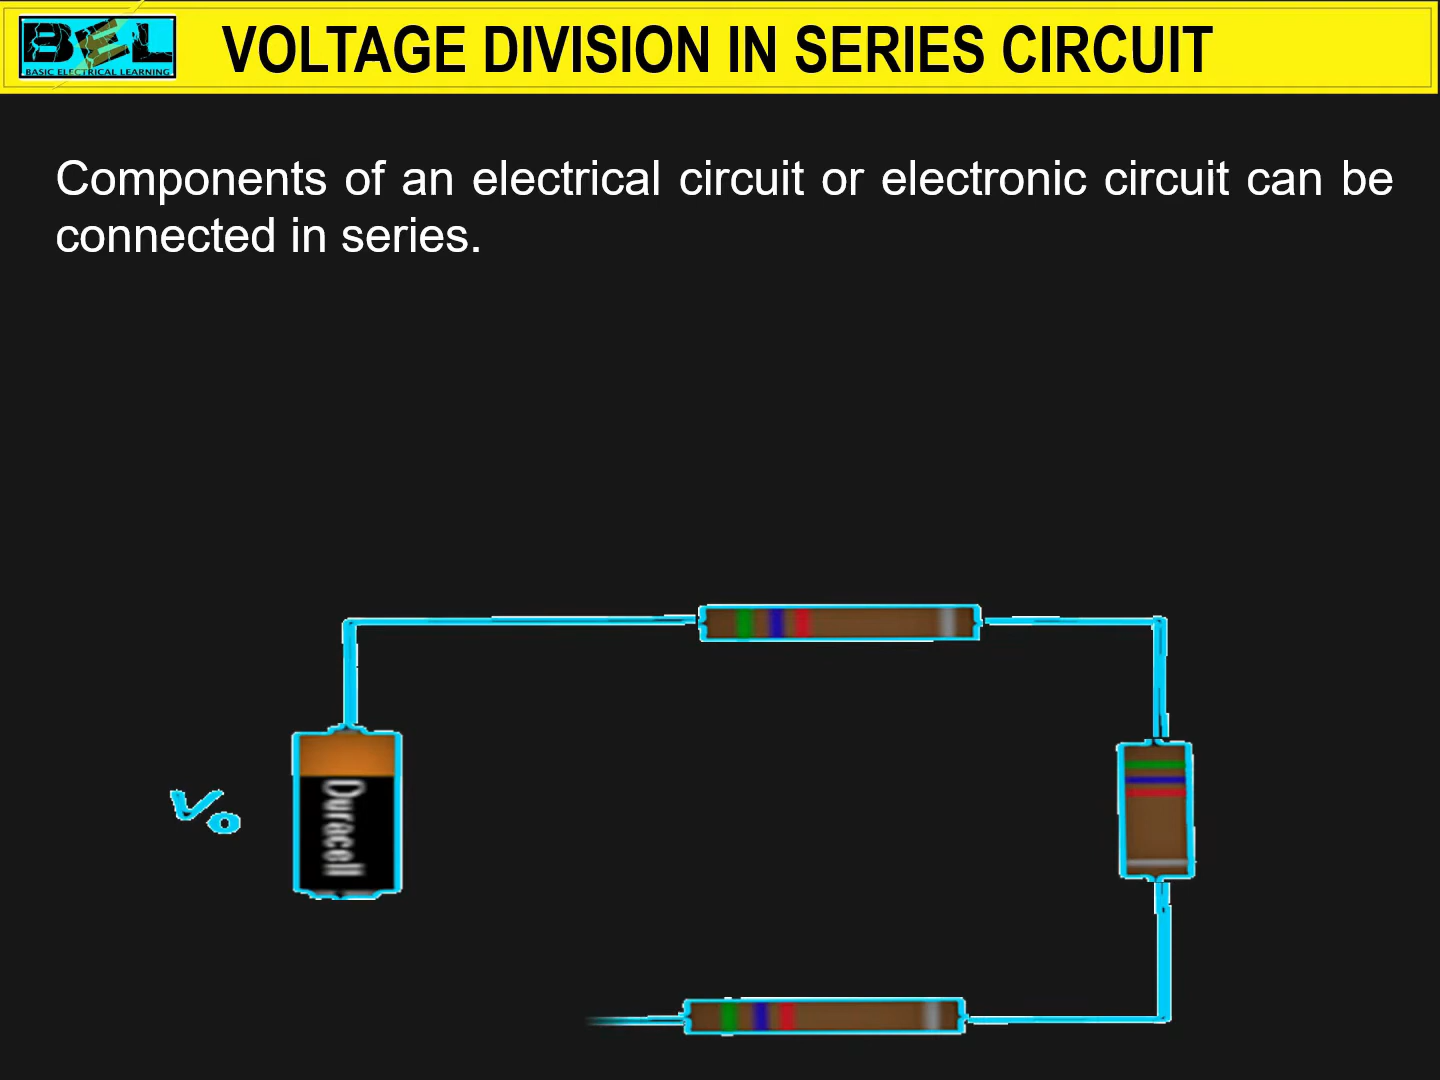 BEL
BASIC ELECTRICAL LEARNING
VOLTAGE DIVISION IN SERIES CIRCUIT
Components of an electrical circuit or electronic circuit can be
connected in series.
Vo
Duracell